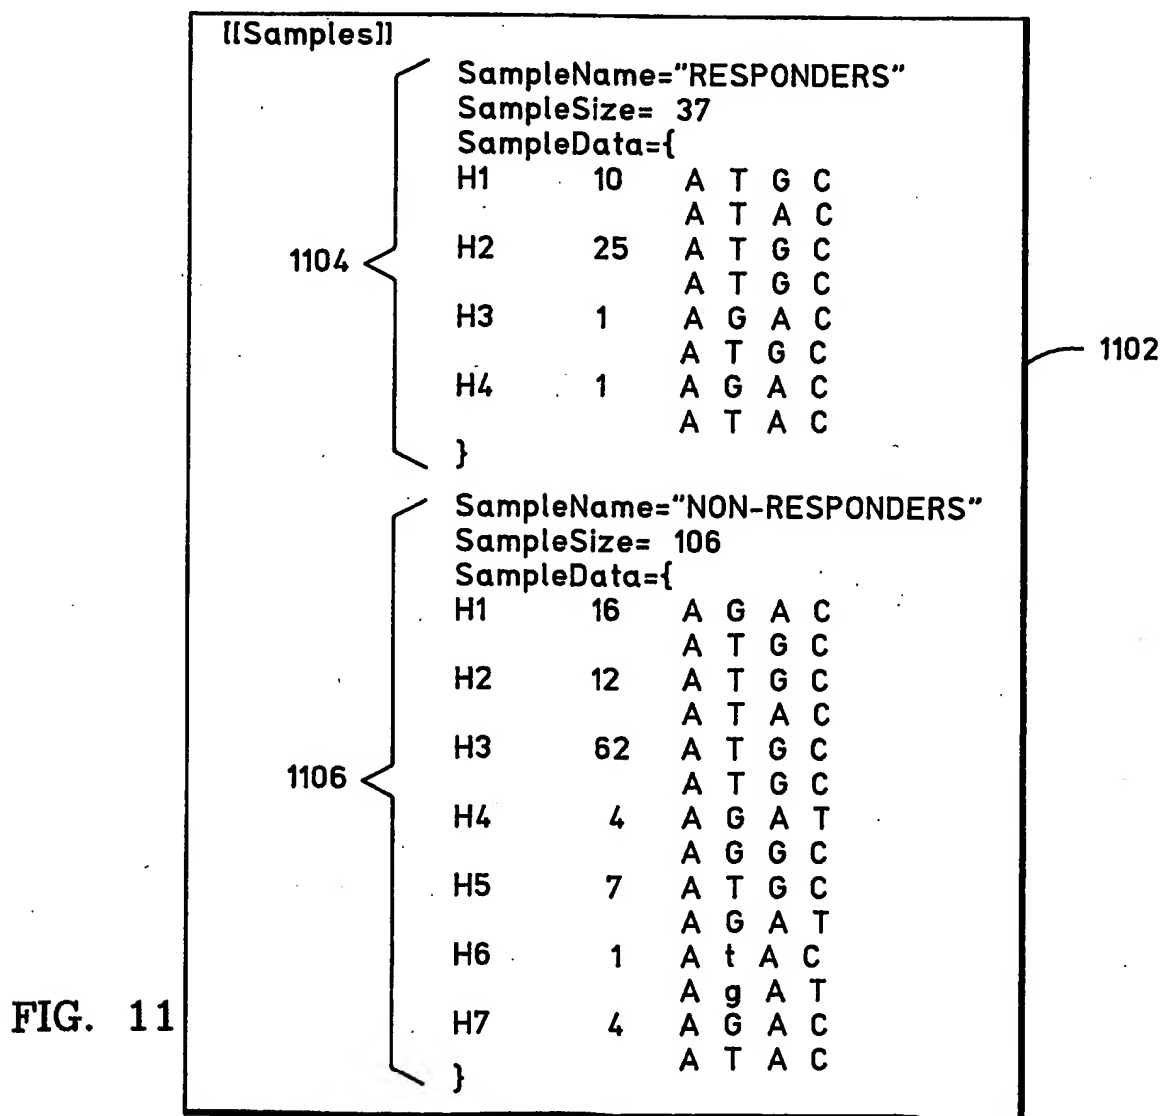 [[Samples]]
SampleName="RESPONDERS"
SampleSize= 37
SampleData={
H1 10 A T G C
A T A C
H2 25 A T G C
A T G C
H3 1 A G A C
A T G C
H4 1 A G A C
A T A C
}
1104
1102
SampleName="NON-RESPONDERS"
SampleSize= 106
SampleData={
H1 16 A G A C
A T G C
H2 12 A T G C
A T A C
H3 62 A T G C
A T G C
H4 4 A G A T
A G G C
H5 7 A T G C
A G A T
H6 1 A t A C
A g A T
H7 4 A G A C
A T A C
}
1106
FIG. 11